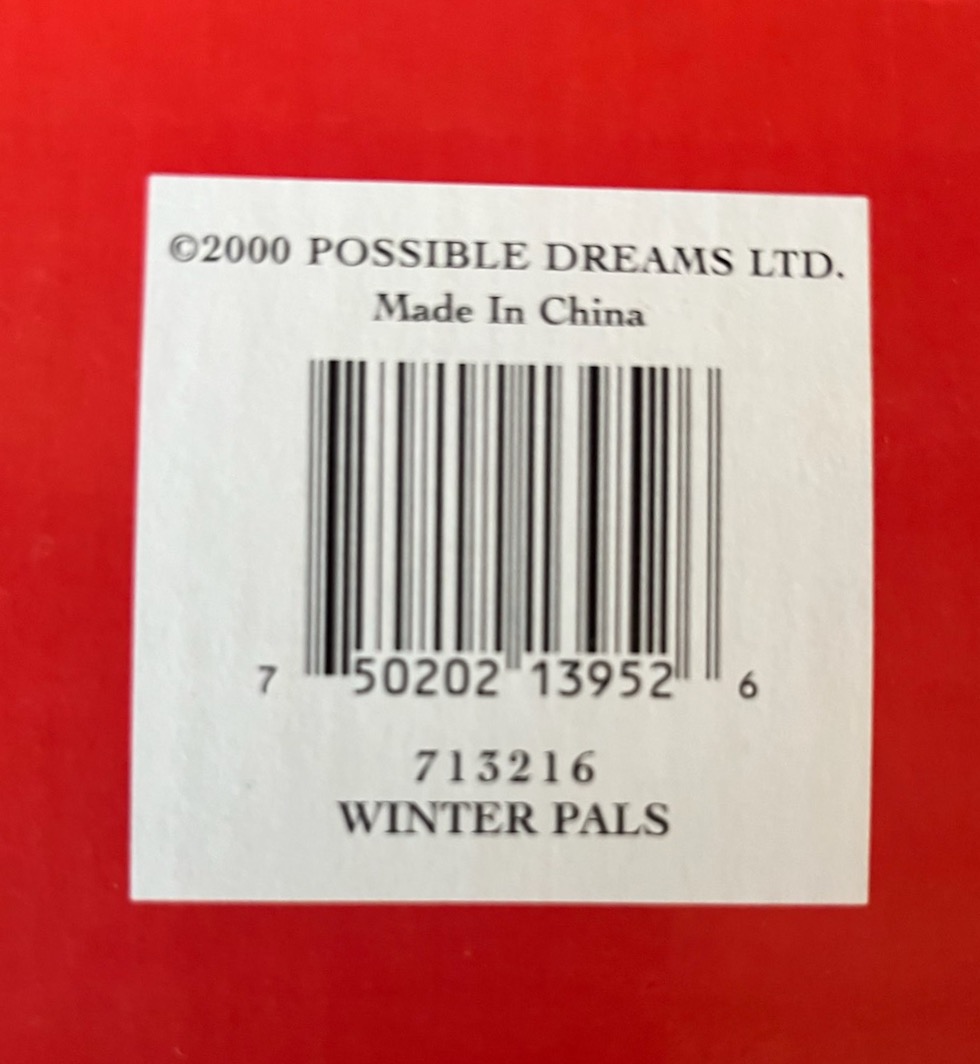 ©2000 POSSIBLE DREAMS LTD.
Made In China
7 50202 13952 6
713216
WINTER PALS